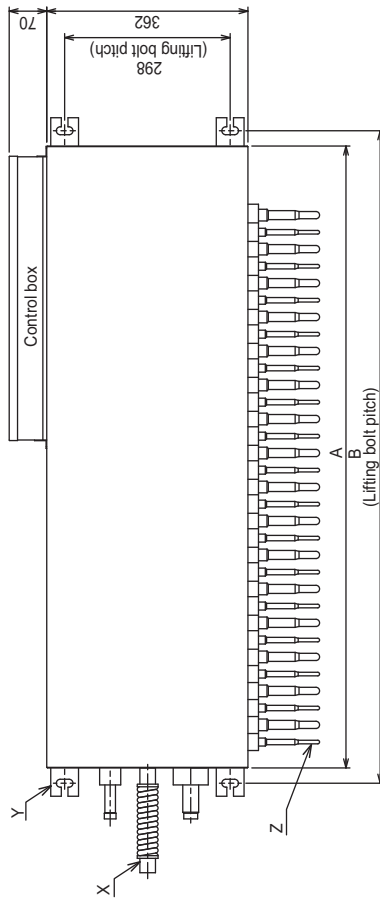 70
362
298
(Lifting bolt pitch)
Control box
A
B
(Lifting bolt pitch)
Y
X
Z